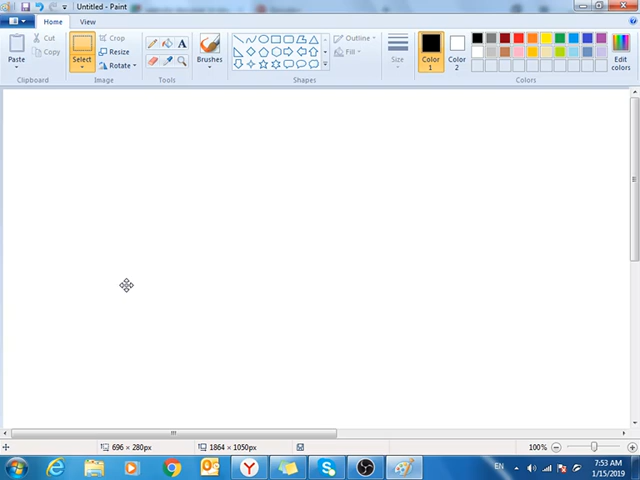 Untitled - Paint
Home View
Paste
Cut
Copy
Clipboard
Select
Crop
Resize
Rotate
Image
Tools
Brushes
Shapes
Outline
Fill
Size
Color 1
Color 2
Colors
Edit colors
696 × 280px
1864 × 1050px
100%
EN
7:53 AM
1/15/2019